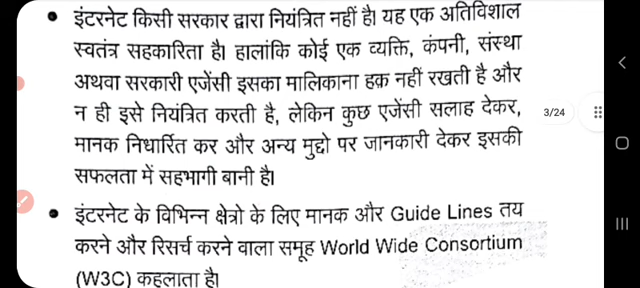 इंटरनेट किसी सरकार द्वारा नियंत्रित नहीं है। यह एक अतिविशाल
स्वतंत्र सहकारिता है। हालांकि कोई एक व्यक्ति, कंपनी, संस्था
अथवा सरकारी एजेंसी इसका मालिकाना हक़ नहीं रखती है और
न ही इसे नियंत्रित करती है, लेकिन कुछ एजेंसी सलाह देकर,
मानक निधारित कर और अन्य मुद्दो पर जानकारी देकर इसकी
सफलता में सहभागी बानी है।
इंटरनेट के विभिन्न क्षेत्रो के लिए मानक और Guide Lines तय
करने और रिसर्च करने वाला समूह World Wide Consortium
(W3C) कहलाता है।
3/24